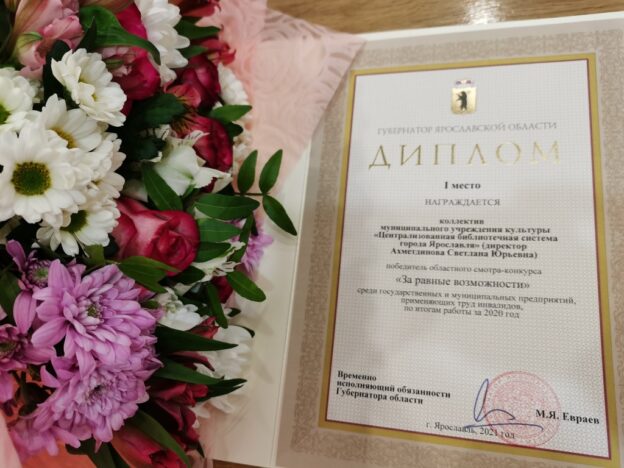 ГУБЕРНАТОР ЯРОСЛАВСКОЙ ОБЛАСТИ
ДИПЛОМ
I место
НАГРАЖДАЕТСЯ
коллектив
муниципального учреждения культуры
«Централизованная библиотечная система
города Ярославля» (директор
Ахметдинова Светлана Юрьевна)
победитель областного смотра-конкурса
«За равные возможности»
среди государственных и муниципальных предприятий,
применяющих труд инвалидов,
по итогам работы за 2020 год
Временно
исполняющий обязанности
Губернатора области
М.Я. Евраев
г. Ярославль, 2021 год